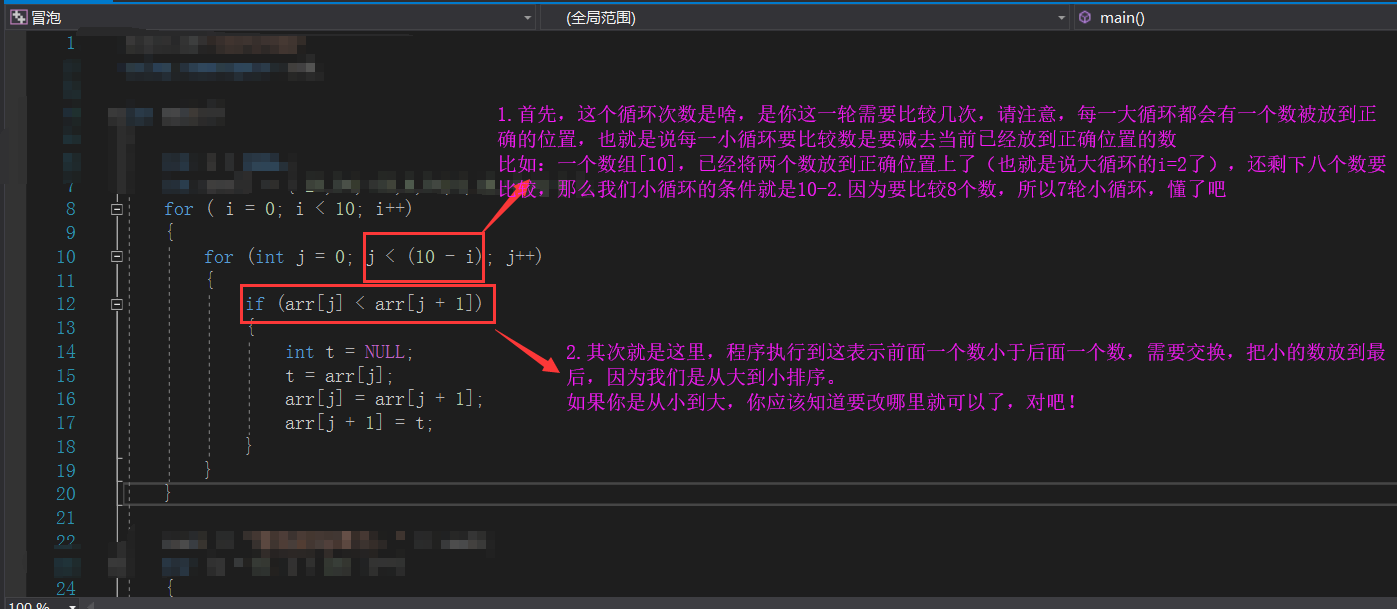 冒泡
(全局范围)
main()
1
1.首先，这个循环次数是啥，是你这一轮需要比较几次，请注意，每一大循环都会有一个数被放到正
确的位置，也就是说每一小循环要比较数是要减去当前已经放到正确位置的数
比如：一个数组[10]，已经将两个数放到正确位置上了（也就是说大循环的i=2了），还剩下八个数要
比较，那么我们小循环的条件就是10-2.因为要比较8个数，所以7轮小循环，懂了吧
7
8 for ( i = 0; i < 10; i++)
9 {
10 for (int j = 0; j < (10 - i); j++)
11 {
12 if (arr[j] < arr[j + 1])
13 {
14 int t = NULL;
15 t = arr[j];
16 arr[j] = arr[j + 1];
17 arr[j + 1] = t;
18 }
19 }
20 }
2.其次就是这里，程序执行到这表示前面一个数小于后面一个数，需要交换，把小的数放到最
后，因为我们是从大到小排序。
如果你是从小到大，你应该知道要改哪里就可以了，对吧！
21
22
24 {
100 %